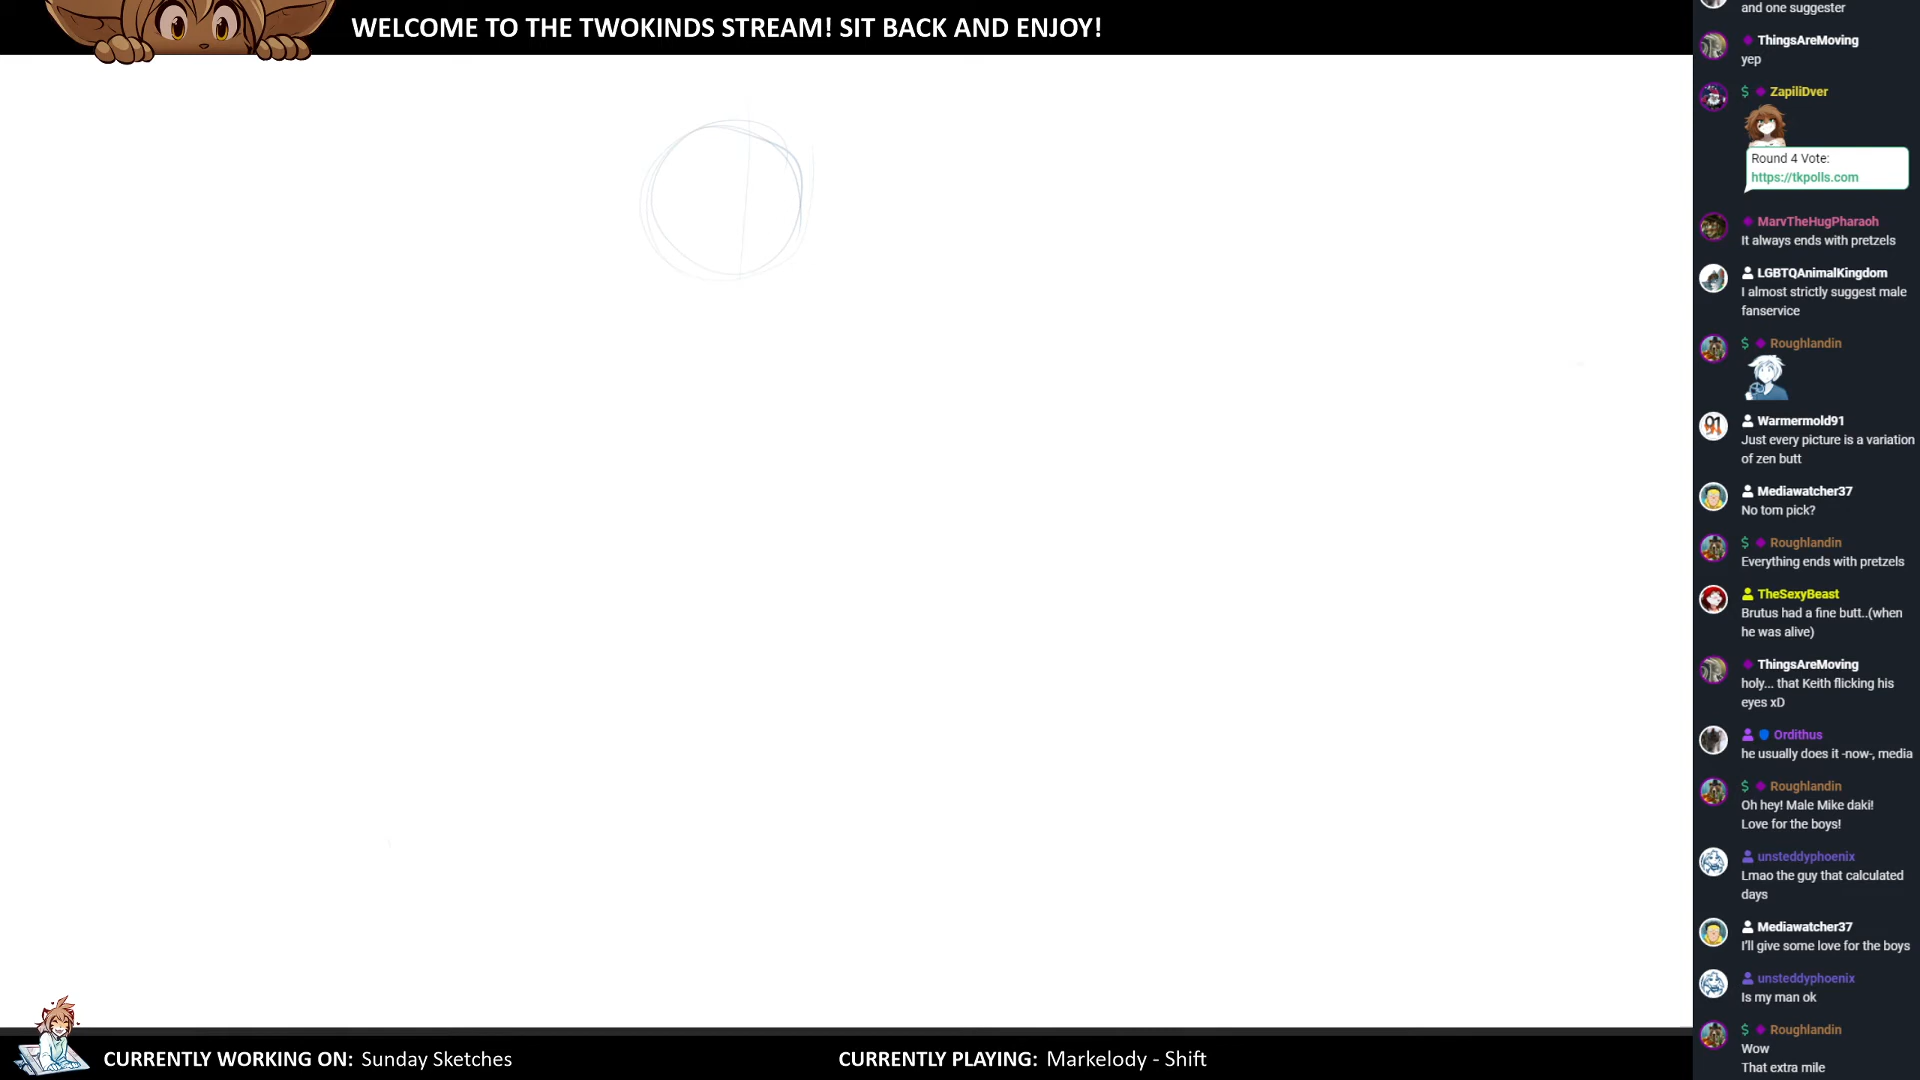 WELCOME TO THE TWOKINDS STREAM! SIT BACK AND ENJOY!
and one suggester
ThingsAreMoving
yep
$ ZapiliDver
Round 4 Vote:
https://tkpolls.com
MarvTheHugPharaoh
It always ends with pretzels
LGBTQAnimalKingdom
I almost strictly suggest male
fanservice
$ Roughlandin
Warmermold91
Just every picture is a variation
of zen butt
Mediawatcher37
No tom pick?
$ Roughlandin
Everything ends with pretzels
TheSexyBeast
Brutus had a fine butt..(when
he was alive)
ThingsAreMoving
holy... that Keith flicking his
eyes xD
Ordithus
he usually does it -now-, media
$ Roughlandin
Oh hey! Male Mike daki!
Love for the boys!
unsteddyphoenix
Lmao the guy that calculated
days
Mediawatcher37
I'll give some love for the boys
unsteddyphoenix
Is my man ok
$ Roughlandin
Wow
That extra mile
CURRENTLY WORKING ON: Sunday Sketches
CURRENTLY PLAYING: Markelody - Shift